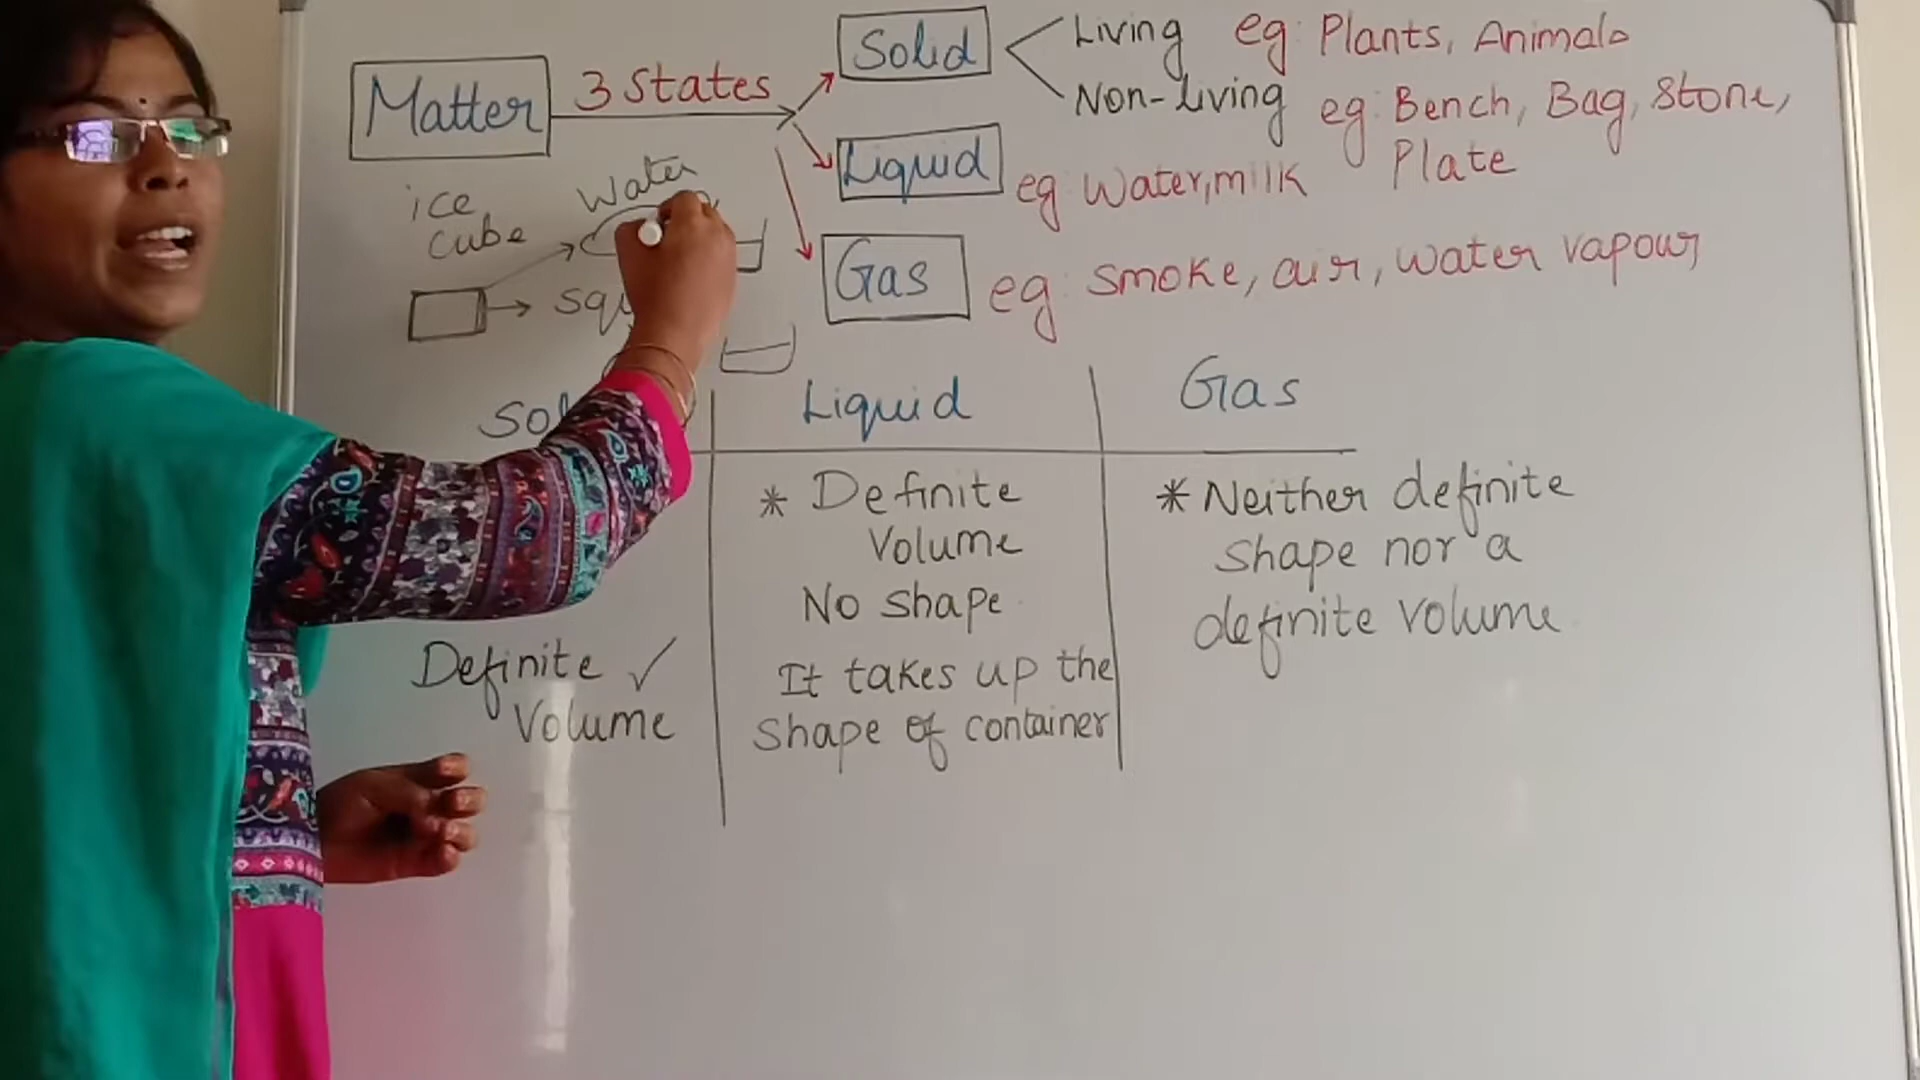 Matter
3 States
Solid
Living eg: Plants, Animals
Non-Living eg: Bench, Bag, Stone,
Plate
Liquid
eg: Water, milk
Gas
eg: Smoke, air, water vapour,
ice
cube
Water
Liquid
Gas
* Definite
Volume
No shape
It takes up the
shape of container
* Neither definite
shape nor a
definite volume
Definite ✓
Volume